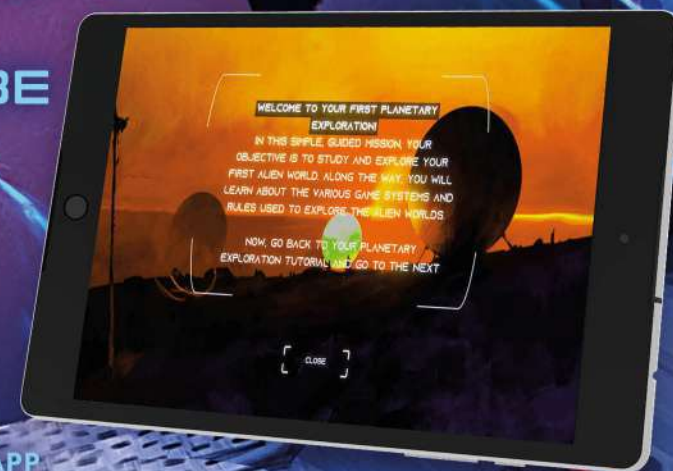 BE
WELCOME TO YOUR FIRST PLANETARY
EXPLORATION!
IN THIS SIMPLE, GUIDED MISSION, YOUR
OBJECTIVE IS TO STUDY AND EXPLORE YOUR
FIRST ALIEN WORLD. ALONG THE WAY, YOU WILL
LEARN ABOUT THE VARIOUS GAME SYSTEMS AND
RULES USED TO EXPLORE THE ALIEN WORLDS.
NOW, GO BACK TO YOUR PLANETARY
EXPLORATION TUTORIAL AND GO TO THE NEXT
CLOSE
APP